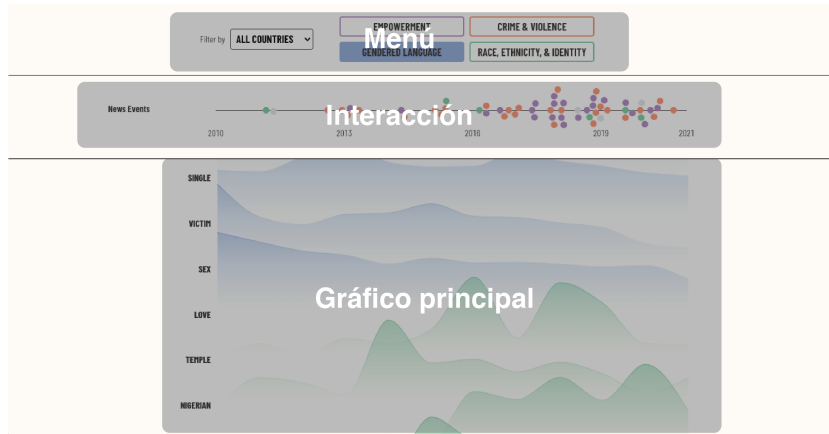 Menú
Filter by ALL COUNTRIES
EMPOWERMENT CRIME & VIOLENCE
GENDERED LANGUAGE RACE, ETHNICITY, & IDENTITY
Interacción
News Events
2010 2013 2016 2019 2021
Gráfico principal
SINGLE
VICTIM
SEX
LOVE
TEMPLE
NIGERIAN